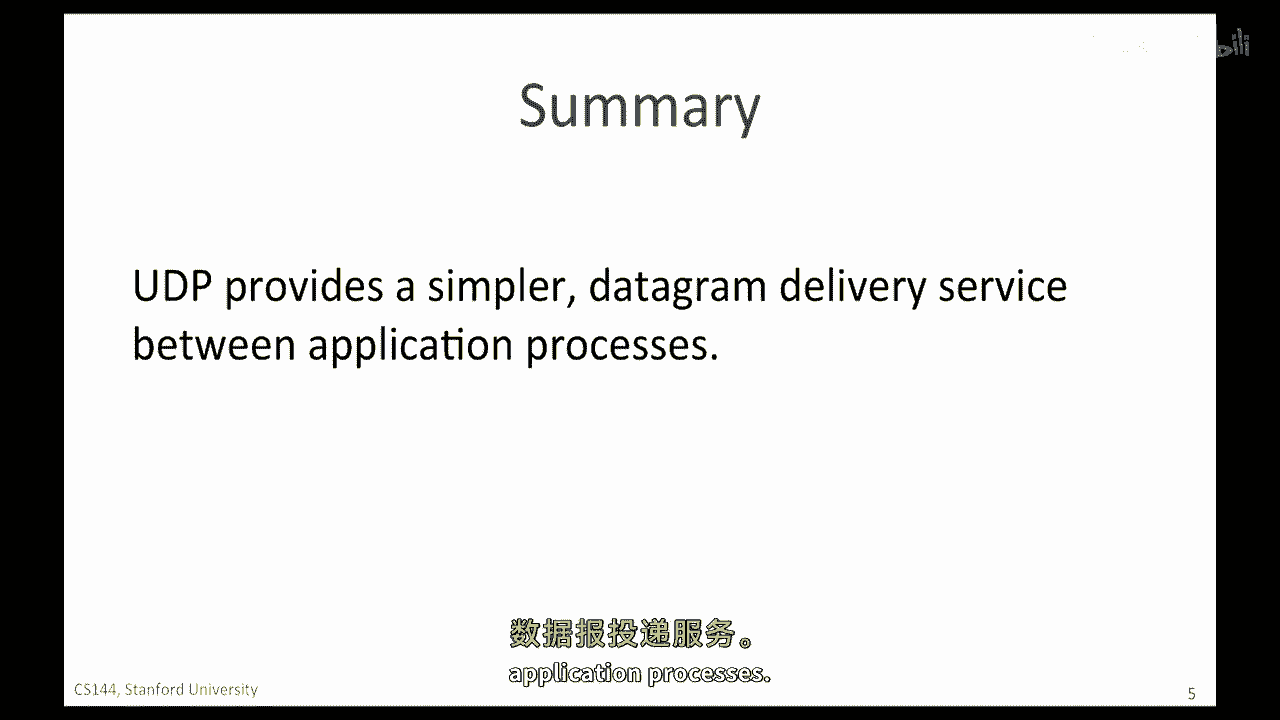 bili
Summary
UDP provides a simpler, datagram delivery service
between application processes.
数据报投递服务。
application processes.
CS144, Stanford University
5